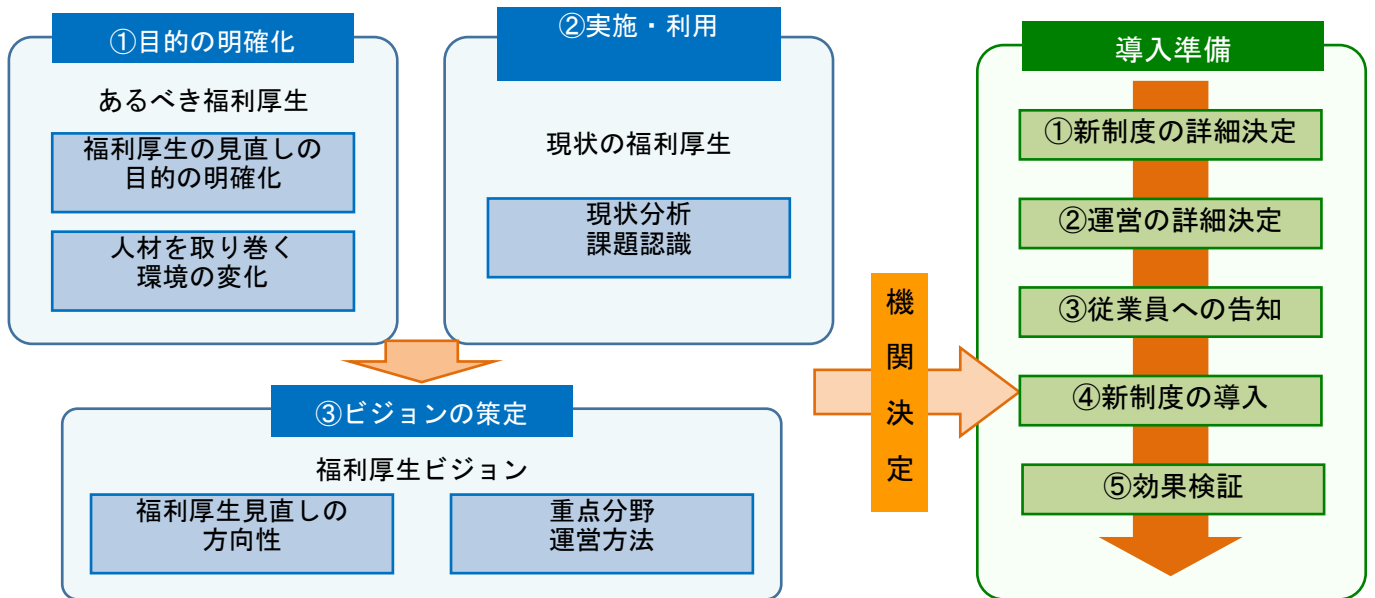 ①目的の明確化
あるべき福利厚生
福利厚生の見直しの
目的の明確化
人材を取り巻く
環境の変化
②実施・利用
現状の福利厚生
現状分析
課題認識
③ビジョンの策定
福利厚生ビジョン
福利厚生見直しの
方向性
重点分野
運営方法
機関決定
導入準備
①新制度の詳細決定
②運営の詳細決定
③従業員への告知
④新制度の導入
⑤効果検証